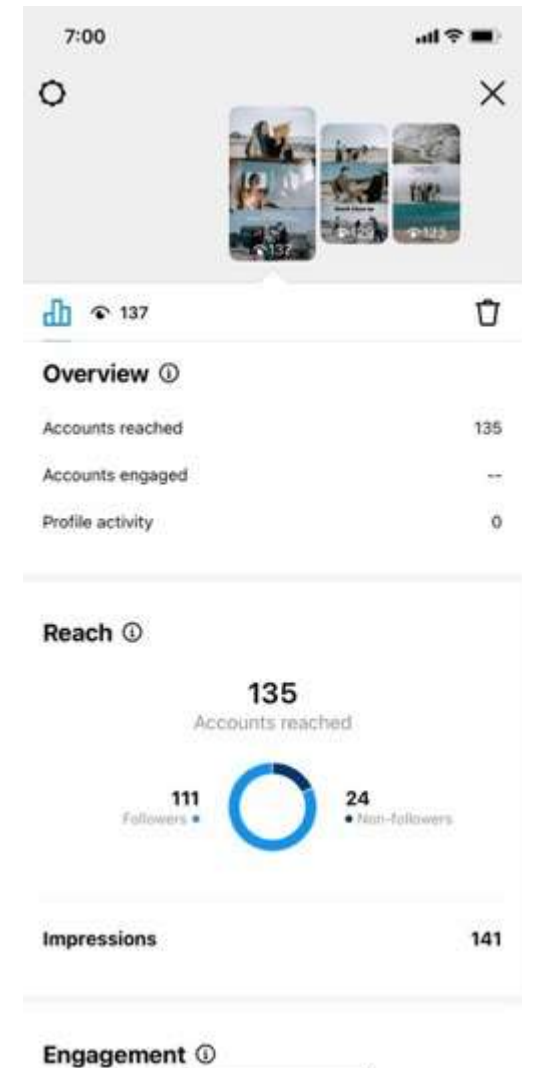 7:00
137
137
Overview
Accounts reached 135
Accounts engaged --
Profile activity 0
Reach
135
Accounts reached
111 24
Followers Non-followers
Impressions 141
Engagement